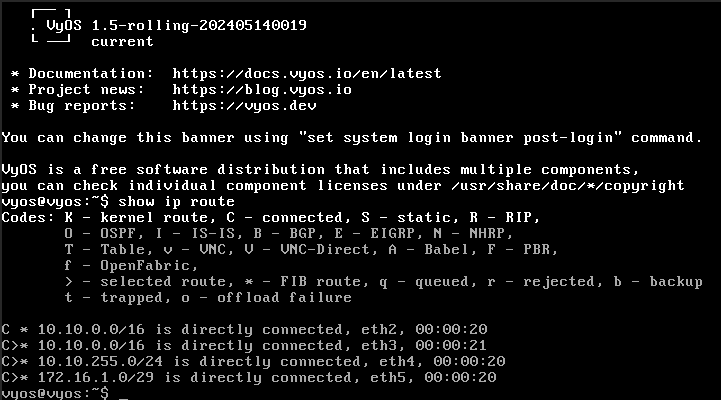 . VyOS 1.5-rolling-202405140019
current
* Documentation:  https://docs.vyos.io/en/latest
* Project news:   https://blog.vyos.io
* Bug reports:    https://vyos.dev
You can change this banner using "set system login banner post-login" command.
VyOS is a free software distribution that includes multiple components,
you can check individual component licenses under /usr/share/doc/*/copyright
vyos@vyos:~$ show ip route
Codes: K - kernel route, C - connected, S - static, R - RIP,
O - OSPF, I - IS-IS, B - BGP, E - EIGRP, N - NHRP,
T - Table, v - VNC, V - VNC-Direct, A - Babel, F - PBR,
f - OpenFabric,
> - selected route, * - FIB route, q - queued, r - rejected, b - backup
t - trapped, o - offload failure
C * 10.10.0.0/16 is directly connected, eth2, 00:00:20
C>* 10.10.0.0/16 is directly connected, eth3, 00:00:21
C>* 10.10.255.0/24 is directly connected, eth4, 00:00:20
C>* 172.16.1.0/29 is directly connected, eth5, 00:00:20
vyos@vyos:~$ _